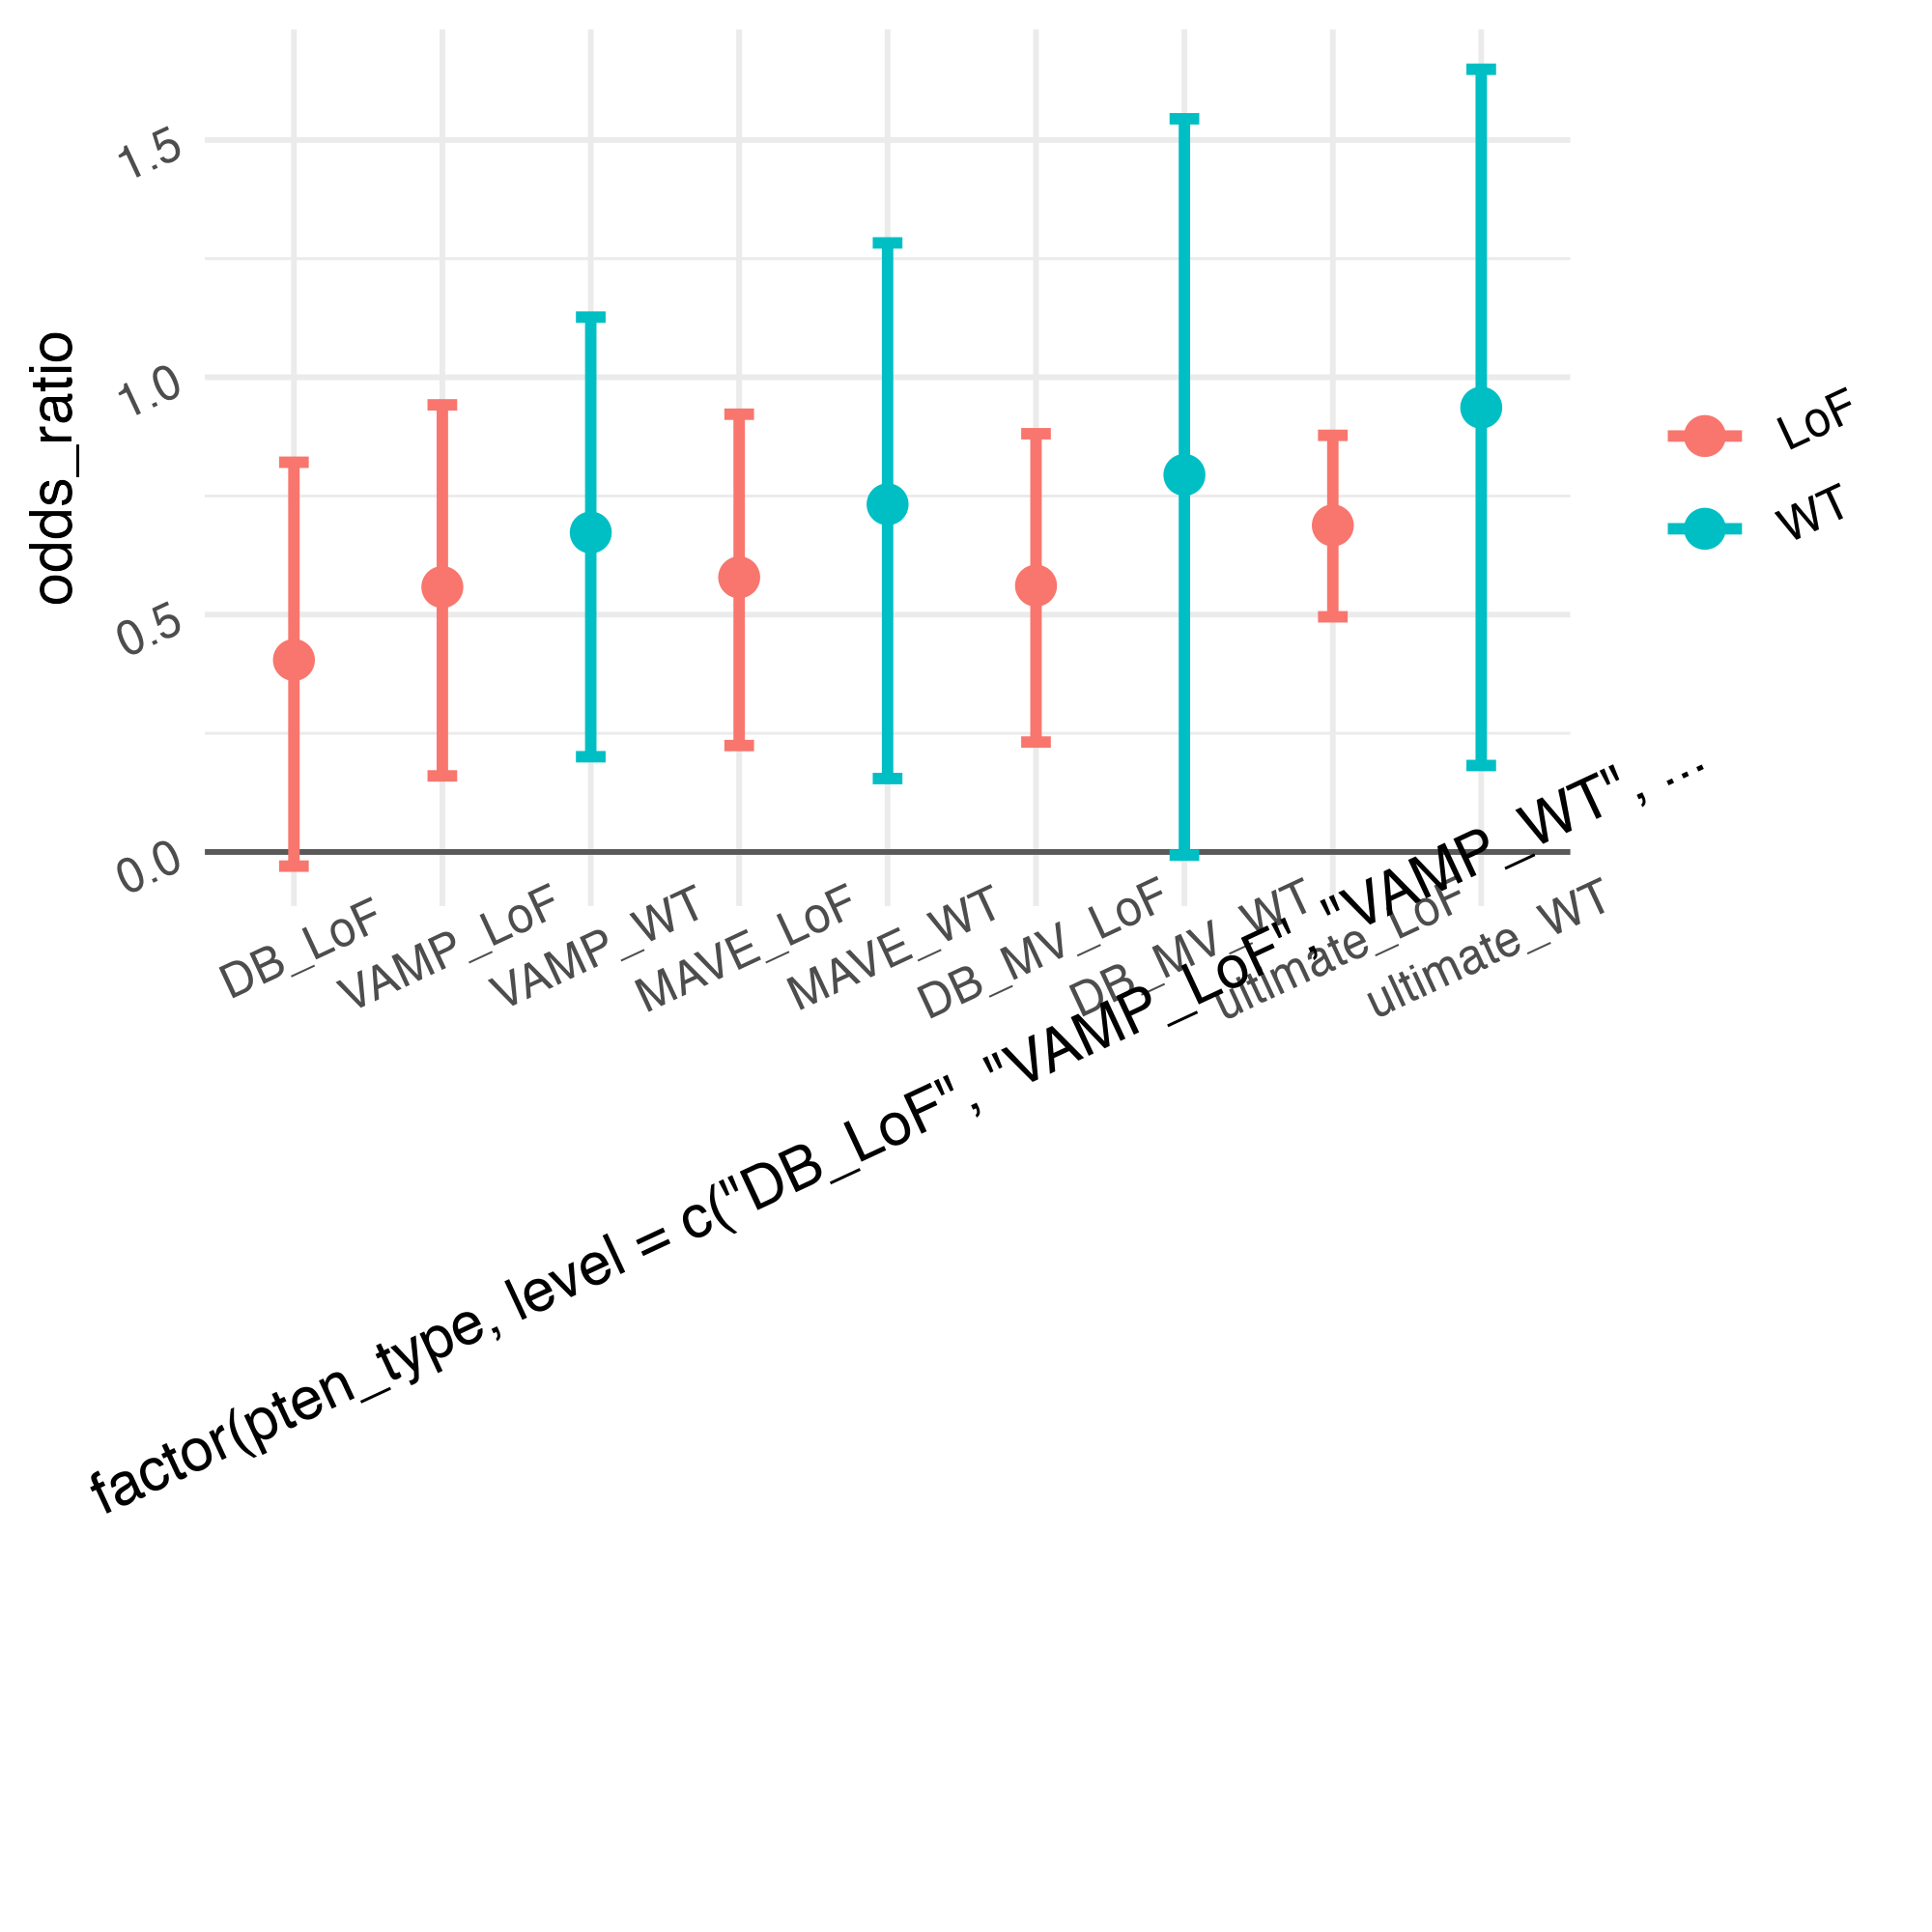 odds_ratio
1.5
1.0
0.5
0.0
DB_LoF
VAMP_LoF
VAMP_WT
MAVE_LoF
MAVE_WT
DB_MV_LoF
DB_MV_WT
ultimate_LoF
ultimate_WT
factor(pten_type, level = c("DB_LoF", "VAMP_LoF", "VAMP_WT", ...
LoF
WT